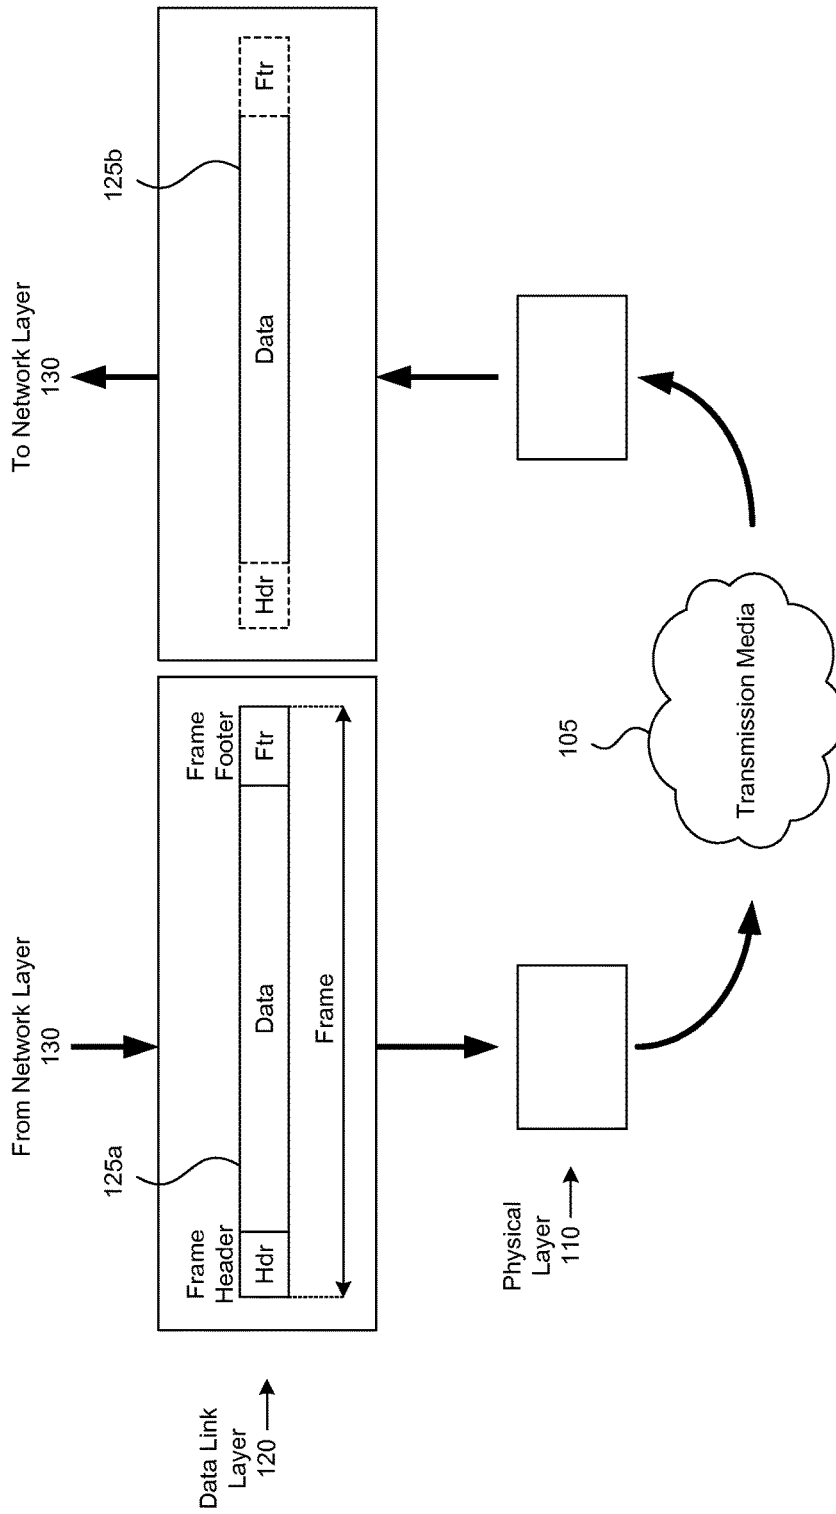 From Network Layer
130
To Network Layer
130
125a
125b
Frame
Header
Frame
Footer
Data Link
Layer
120
Hdr
Data
Ftr
Hdr
Data
Ftr
Frame
Physical
Layer
110
105
Transmission Media